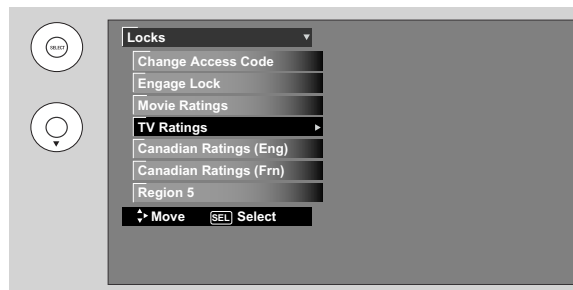 SELECT
Locks
Change Access Code
Engage Lock
Movie Ratings
TV Ratings
Canadian Ratings (Eng)
Canadian Ratings (Frn)
Region 5
Move SEL Select